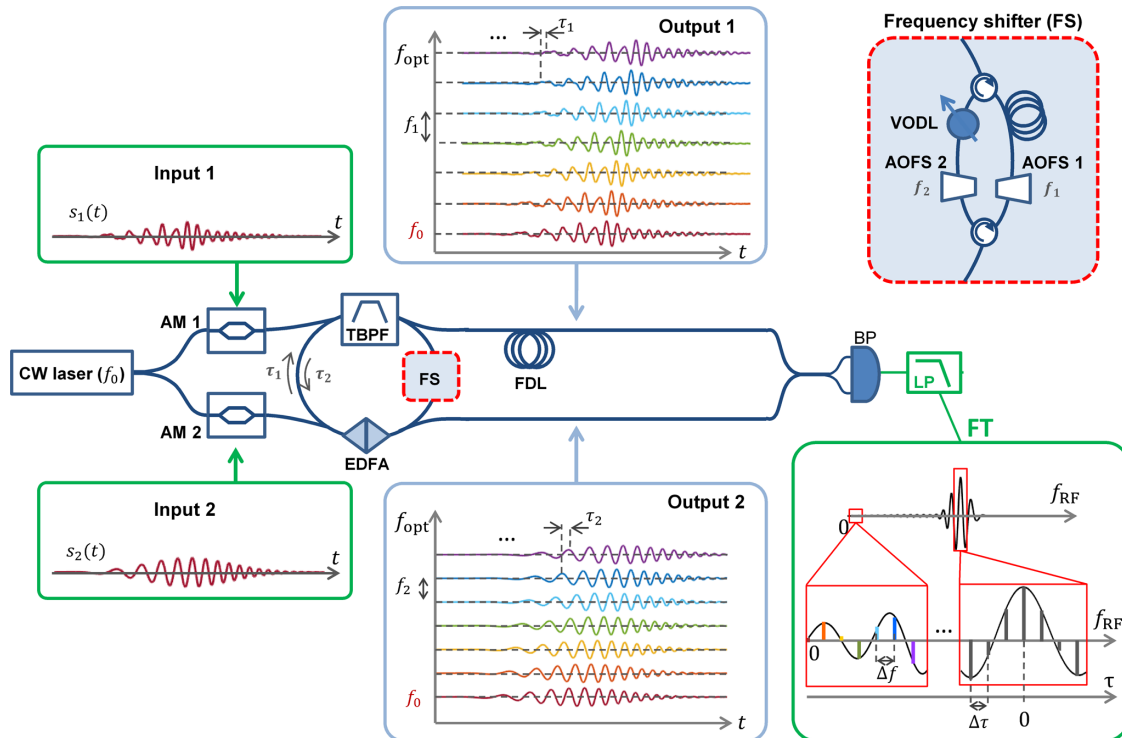 Output 1
...
τ₁
f_opt
f₁
f₀
t
Frequency shifter (FS)
VODL
AOFS 2
AOFS 1
f₂
f₁
Input 1
s₁(t)
t
AM 1
TBPF
CW laser (f₀)
τ₁
τ₂
FS
FDL
BP
LP
AM 2
EDFA
FT
Input 2
s₂(t)
t
Output 2
f_opt
...
τ₂
f₂
f₀
t
f_RF
0
...
f_RF
0
Δf
τ
Δτ
0